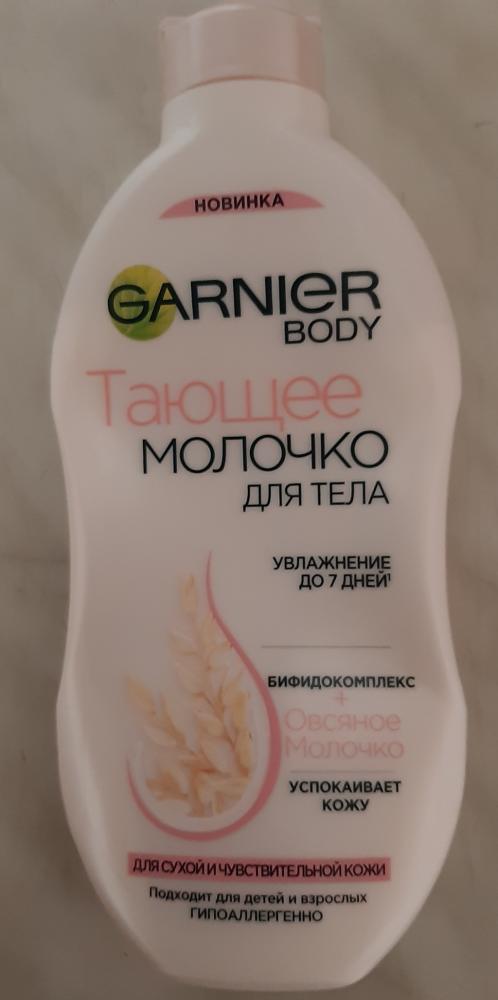 НОВИНКА
GARNIER
BODY
Тающее
МОЛОЧКО
ДЛЯ ТЕЛА
УВЛАЖНЕНИЕ
ДО 7 ДНЕЙ¹
БИФИДОКОМПЛЕКС
+
Овсяное
Молочко
УСПОКАИВАЕТ
КОЖУ
ДЛЯ СУХОЙ И ЧУВСТВИТЕЛЬНОЙ КОЖИ
Подходит для детей и взрослых
ГИПОАЛЛЕРГЕННО